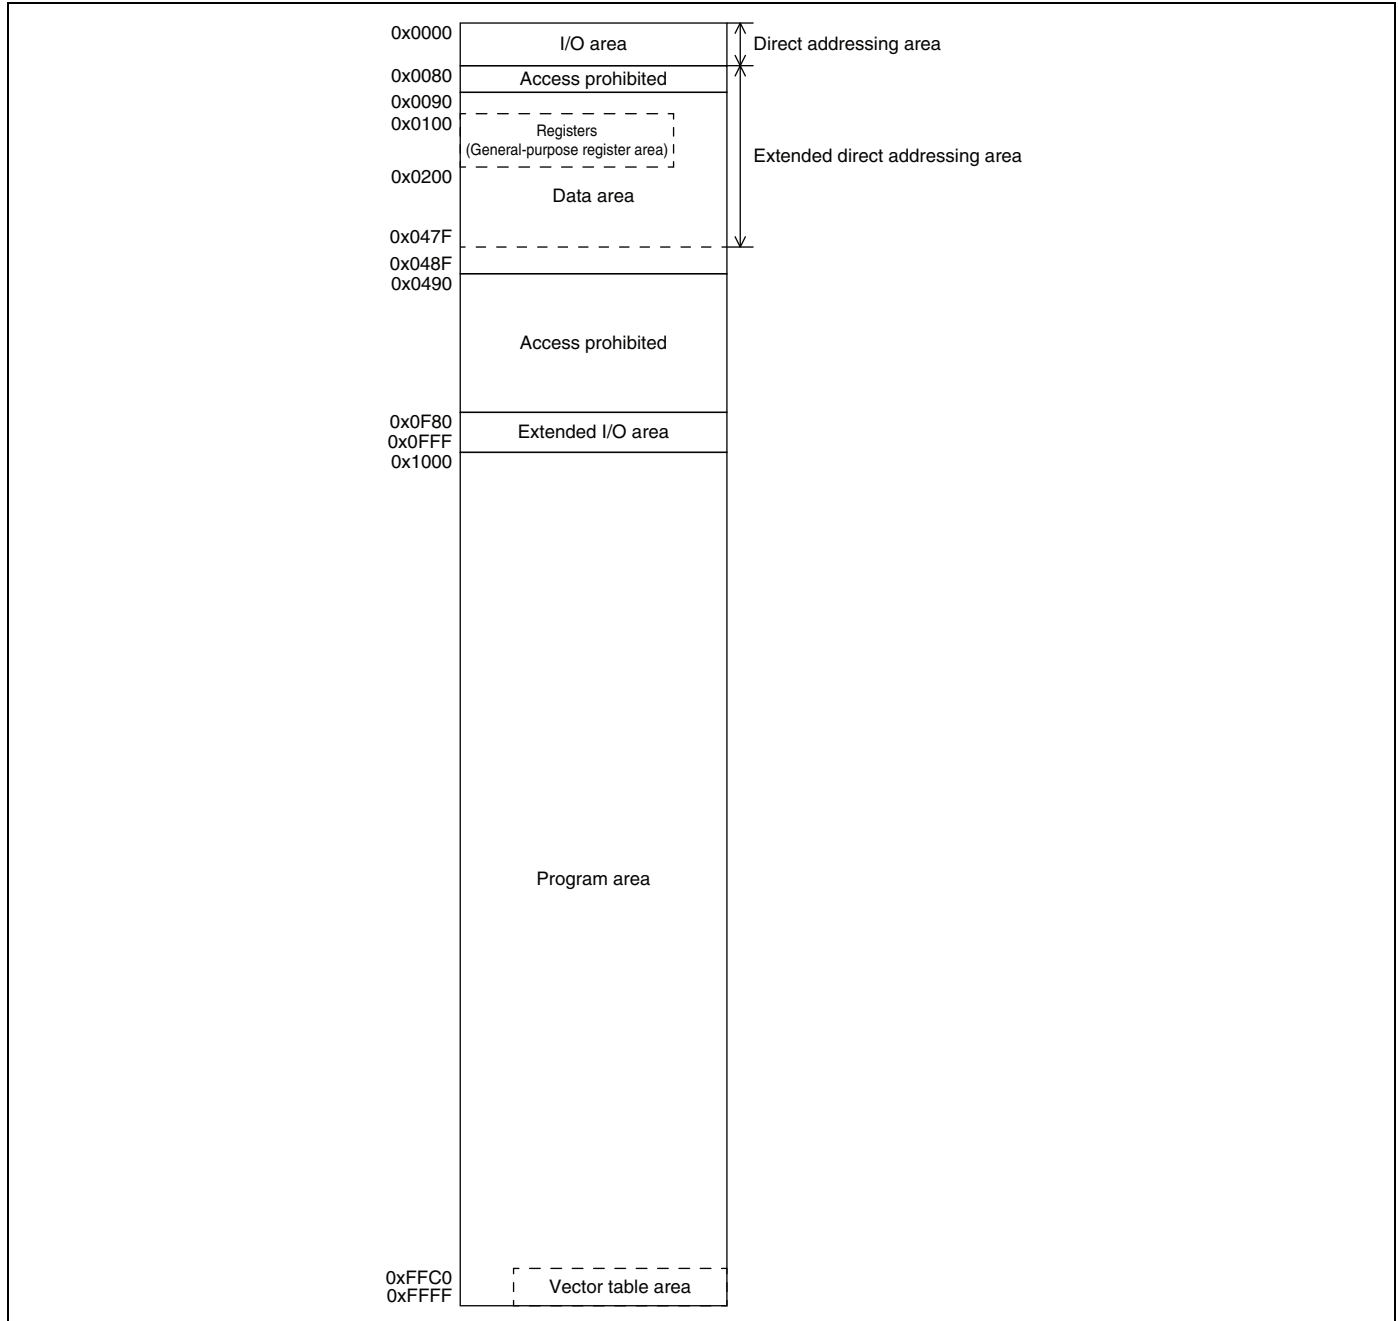 0x0000
I/O area
Direct addressing area
0x0080
Access prohibited
0x0090
0x0100
Registers
(General-purpose register area)
Extended direct addressing area
0x0200
Data area
0x047F
0x048F
0x0490
Access prohibited
0x0F80
Extended I/O area
0x0FFF
0x1000
Program area
0xFFC0
Vector table area
0xFFFF